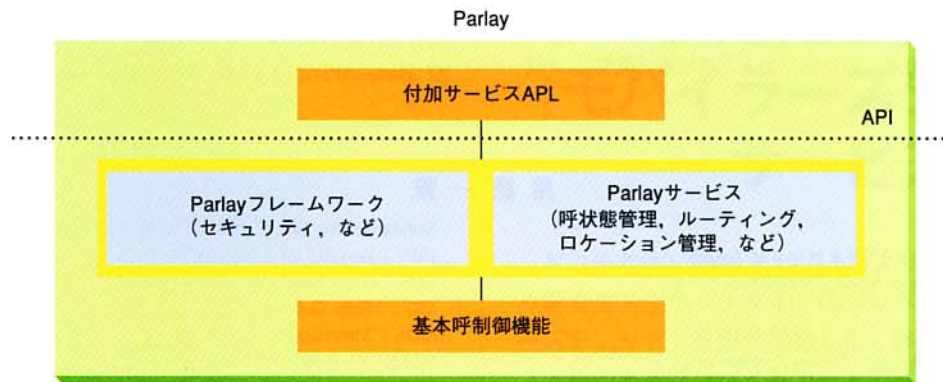 Parlay
付加サービスAPL
API
Parlayフレームワーク
（セキュリティ，など）
Parlayサービス
（呼状態管理，ルーティング，
ロケーション管理，など）
基本呼制御機能